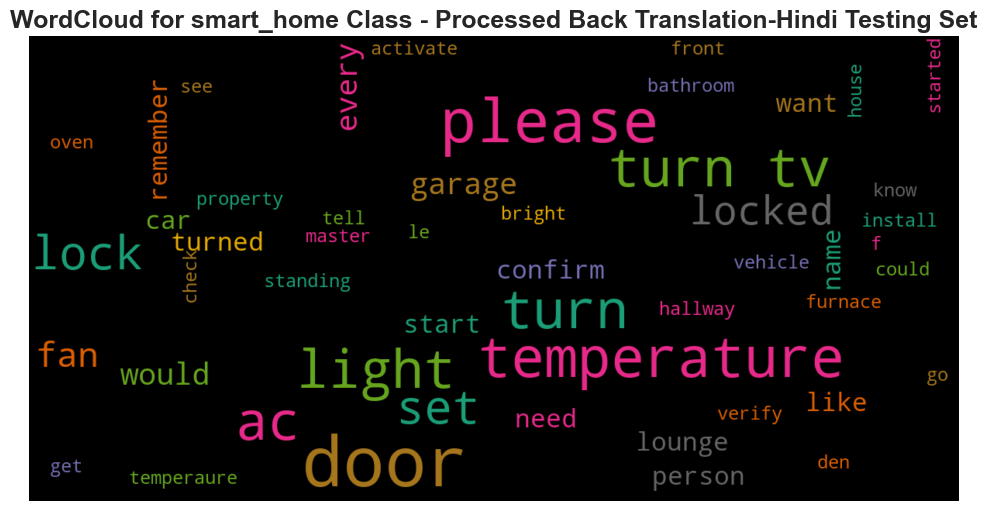 WordCloud for smart_home Class - Processed Back Translation-Hindi Testing Set
activate
front
every
see
bathroom
house
started
remember
want
please
oven
turn tv
garage
know
property
locked
car
tell
bright
install
lock
turned
master
le
name
f
check
confirm
vehicle
could
standing
turn
hallway
furnace
start
fan
light
temperature
would
go
set
like
ac
need
verify
door
lounge
get
temperaure
person
den